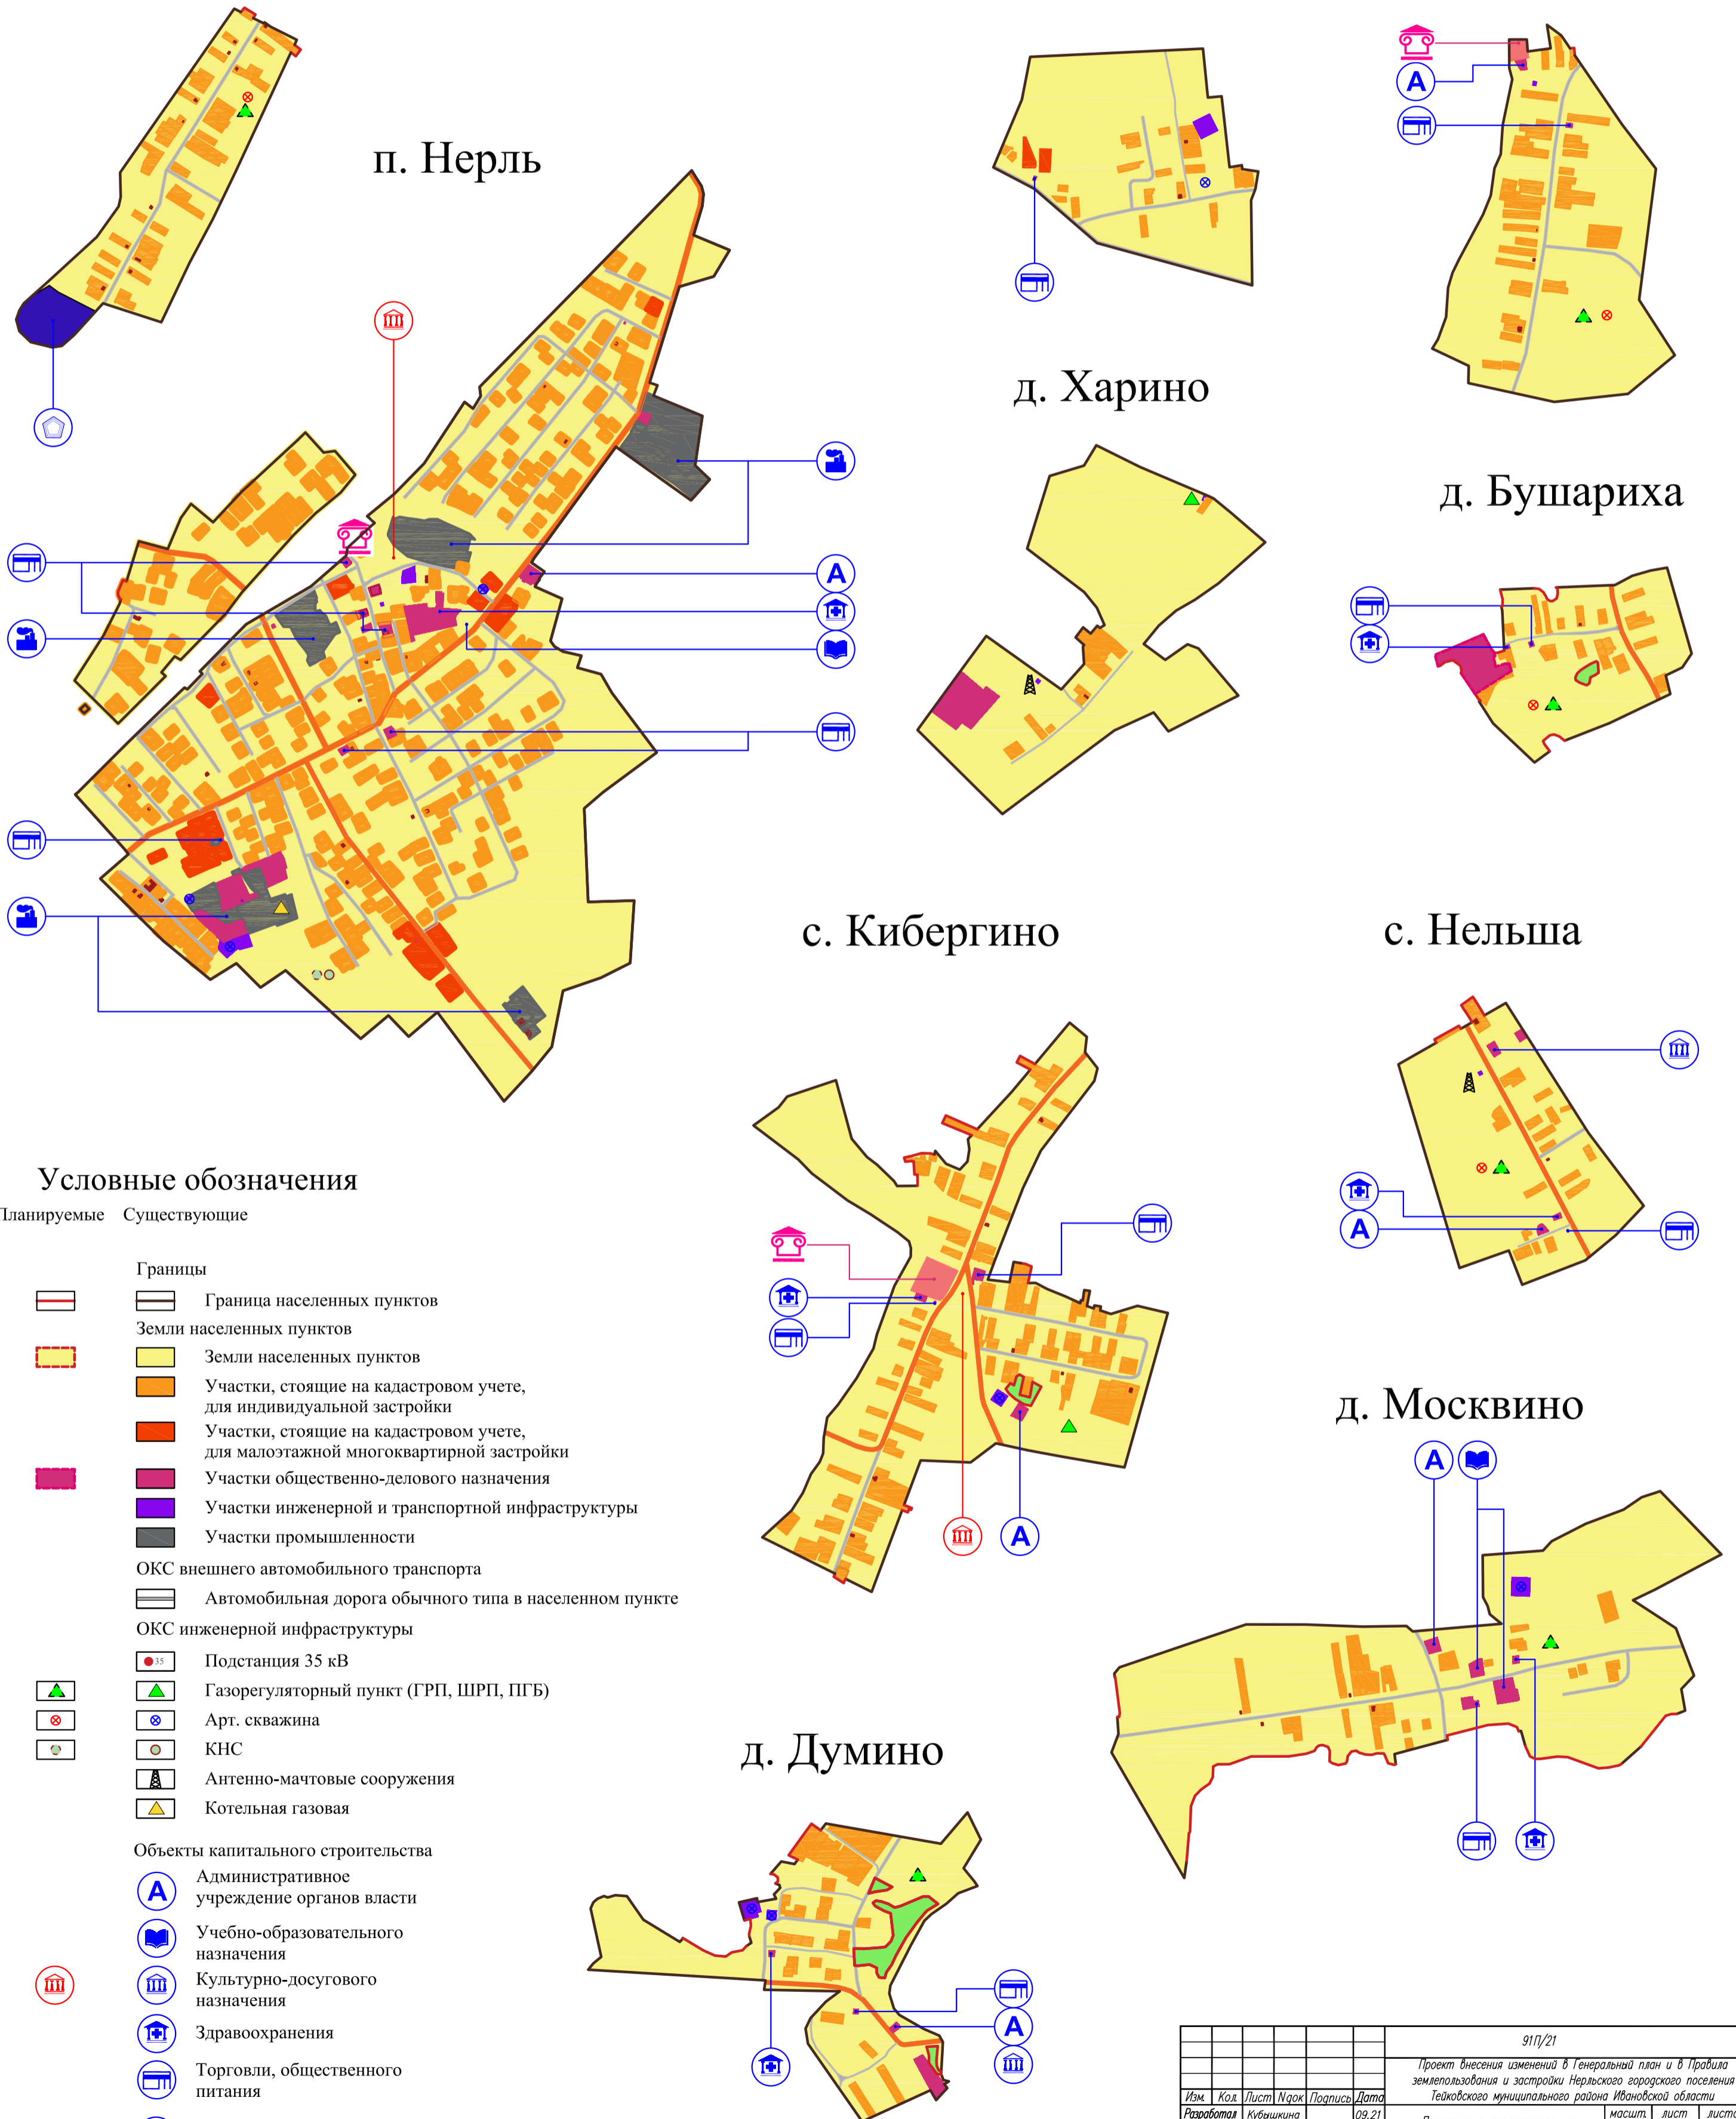 п. Нерль
д. Харино
д. Бушариха
с. Кибергино
с. Нельша
д. Москвино
д. Думино
А
А
А
А
А
А
Условные обозначения
Планируемые Существующие
Границы
Граница населенных пунктов
Земли населенных пунктов
Земли населенных пунктов
Участки, стоящие на кадастровом учете,
для индивидуальной застройки
Участки, стоящие на кадастровом учете,
для малоэтажной многоквартирной застройки
Участки общественно-делового назначения
Участки инженерной и транспортной инфраструктуры
Участки промышленности
ОКС внешнего автомобильного транспорта
Автомобильная дорога обычного типа в населенном пункте
ОКС инженерной инфраструктуры
35
Подстанция 35 кВ
Газорегуляторный пункт (ГРП, ШРП, ПГБ)
Арт. скважина
КНС
Антенно-мачтовые сооружения
Котельная газовая
Объекты капитального строительства
А
Административное
учреждение органов власти
Учебно-образовательного
назначения
Культурно-досугового
назначения
Здравоохранения
Торговли, общественного
питания
91П/21
Проект внесения изменений в Генеральный план и в Правила
землепользования и застройки Нерльского городского поселения
Тейковского муниципального района Ивановской области
Изм. Кол. Лист Nдок Подпись Дата
Разработал Кубышкина 09.21
масшт. лист